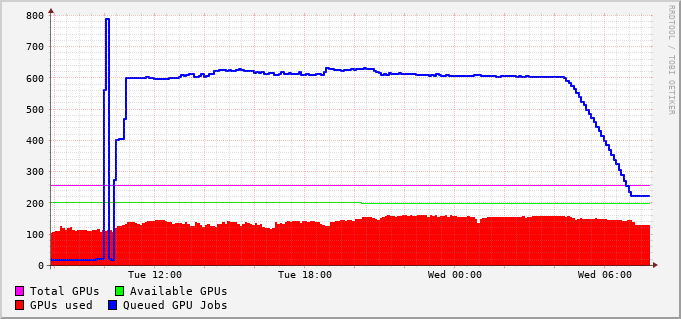 800
700
600
500
400
300
200
100
0
Tue 12:00 Tue 18:00 Wed 00:00 Wed 06:00
Total GPUs Available GPUs
GPUs used Queued GPU Jobs
RRDTOOL / TOBI OETIKER